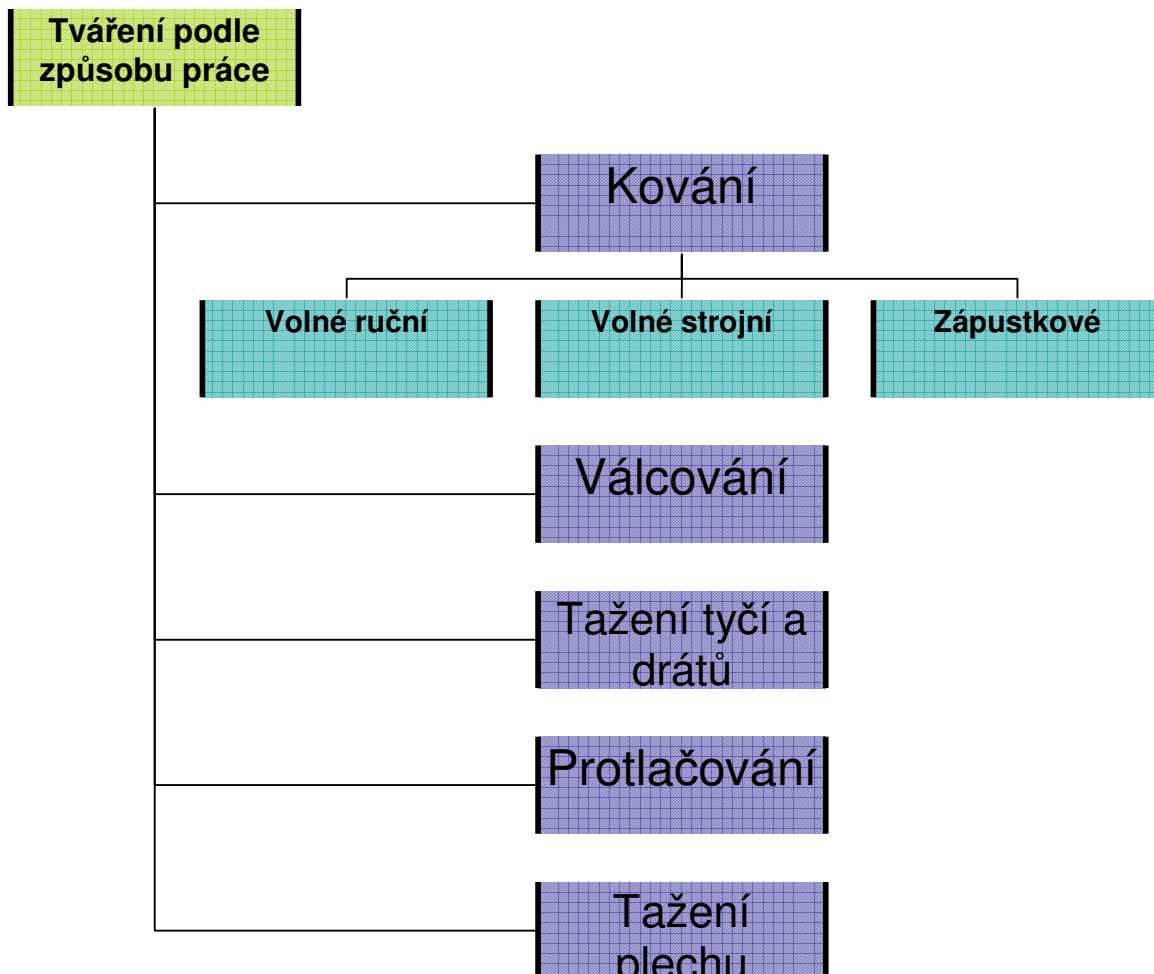 Tváření podle
způsobu práce
Kování
Volné ruční
Volné strojní
Zápustkové
Válcování
Tažení tyčí a
drátů
Protlačování
Tažení
plechu